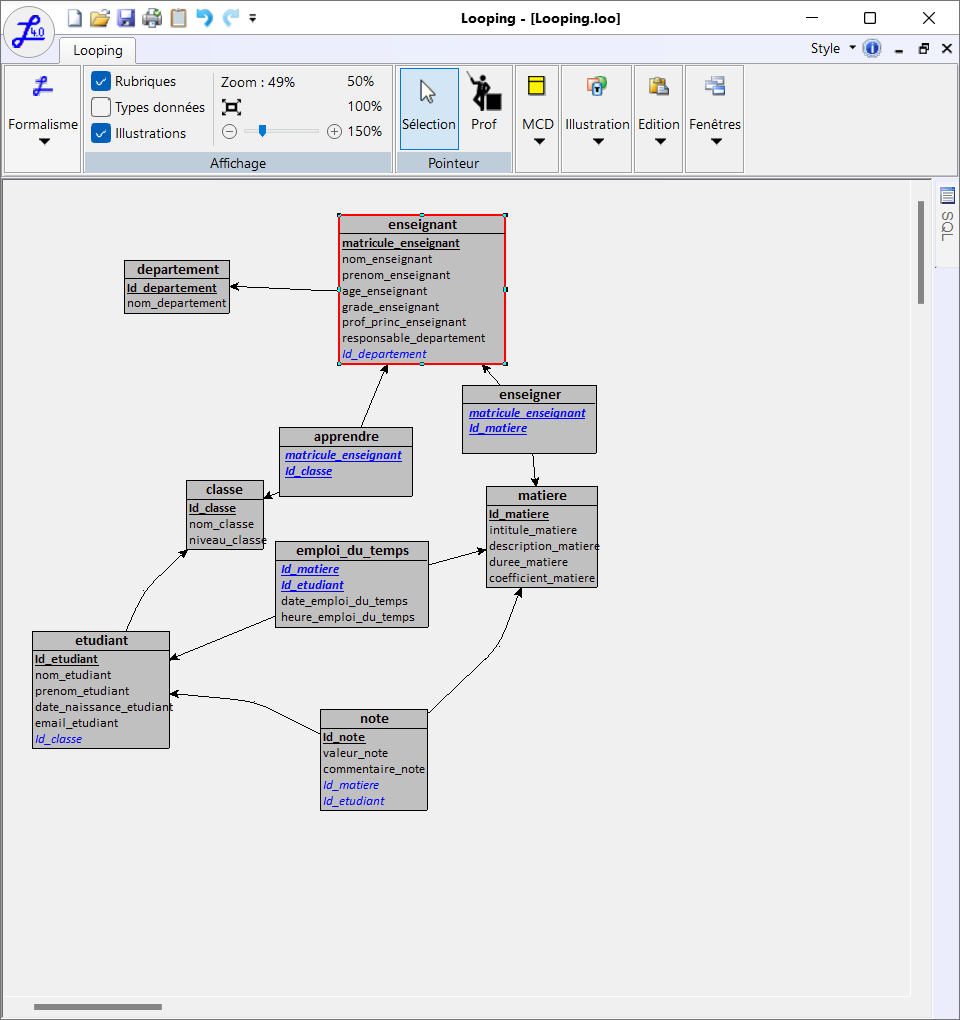 Looping - [Looping.loo]
4.0
Looping
Style
Formalisme
Rubriques
Types données
Illustrations
Zoom : 49%
50%
100%
150%
Affichage
Sélection
Prof
Pointeur
MCD
Illustration
Edition
Fenêtres
SQL
enseignant
matricule_enseignant
nom_enseignant
prenom_enseignant
age_enseignant
grade_enseignant
prof_princ_enseignant
responsable_departement
Id_departement
departement
Id_departement
nom_departement
enseigner
matricule_enseignant
Id_matiere
apprendre
matricule_enseignant
Id_classe
classe
Id_classe
nom_classe
niveau_classe
matiere
Id_matiere
intitule_matiere
description_matiere
duree_matiere
coefficient_matiere
emploi_du_temps
Id_matiere
Id_etudiant
date_emploi_du_temps
heure_emploi_du_temps
etudiant
Id_etudiant
nom_etudiant
prenom_etudiant
date_naissance_etudiant
email_etudiant
Id_classe
note
Id_note
valeur_note
commentaire_note
Id_matiere
Id_etudiant